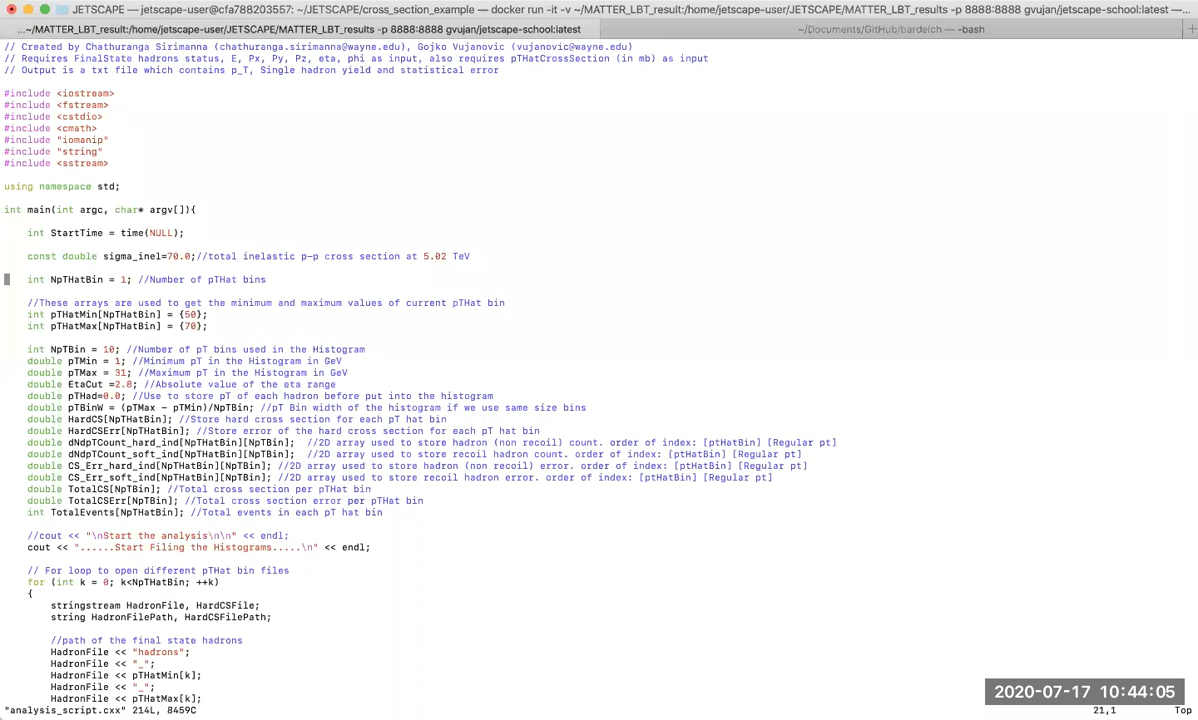 JETSCAPE — jetscape-user@cfa788203557: ~/JETSCAPE/cross_section_example — docker run -it -v ~/MATTER_LBT_result:/home/jetscape-user/JETSCAPE/MATTER_LBT_results -p 8888:8888 gvujan/jetscape-school:latest —...
...~/MATTER_LBT_result:/home/jetscape-user/JETSCAPE/MATTER_LBT_results -p 8888:8888 gvujan/jetscape-school:latest
~/Documents/GitHub/bardeich — -bash
// Created by Chathuranga Sirimanna (chathuranga.sirimanna@wayne.edu), Gojko Vujanovic (vujanovic@wayne.edu)
// Requires FinalState hadrons status, E, Px, Py, Pz, eta, phi as input, also requires pTHatCrossSection (in mb) as input
// Output is a txt file which contains p_T, Single hadron yield and statistical error
#include <iostream>
#include <fstream>
#include <cstdio>
#include <cmath>
#include "iomanip"
#include "string"
#include <sstream>
using namespace std;
int main(int argc, char* argv[]){
int StartTime = time(NULL);
const double sigma_inel=70.0;//total inelastic p-p cross section at 5.02 TeV
int NpTHatBin = 1; //Number of pTHat bins
//These arrays are used to get the minimum and maximum values of current pTHat bin
int pTHatMin[NpTHatBin] = {50};
int pTHatMax[NpTHatBin] = {70};
int NpTBin = 10; //Number of pT bins used in the Histogram
double pTMin = 1; //Minimum pT in the Histogram in GeV
double pTMax = 31; //Maximum pT in the Histogram in GeV
double EtaCut =2.8; //Absolute value of the eta range
double pTHad=0.0; //Use to store pT of each hadron before put into the histogram
double pTBinW = (pTMax - pTMin)/NpTBin; //pT Bin width of the histogram if we use same size bins
double HardCS[NpTHatBin]; //Store hard cross section for each pT hat bin
double HardCSErr[NpTHatBin]; //Store error of the hard cross section for each pT hat bin
double dNdpTCount_hard_ind[NpTHatBin][NpTBin];  //2D array used to store hadron (non recoil) count. order of index: [ptHatBin] [Regular pt]
double dNdpTCount_soft_ind[NpTHatBin][NpTBin];  //2D array used to store recoil hadron count. order of index: [ptHatBin] [Regular pt]
double CS_Err_hard_ind[NpTHatBin][NpTBin]; //2D array used to store hadron (non recoil) error. order of index: [ptHatBin] [Regular pt]
double CS_Err_soft_ind[NpTHatBin][NpTBin]; //2D array used to store recoil hadron error. order of index: [ptHatBin] [Regular pt]
double TotalCS[NpTBin]; //Total cross section per pTHat bin
double TotalCSErr[NpTBin]; //Total cross section error per pTHat bin
int TotalEvents[NpTHatBin]; //Total events in each pT hat bin
//cout << "\nStart the analysis\n\n" << endl;
cout << "......Start Filing the Histograms.....\n" << endl;
// For loop to open different pTHat bin files
for (int k = 0; k<NpTHatBin; ++k)
{
stringstream HadronFile, HardCSFile;
string HadronFilePath, HardCSFilePath;
//path of the final state hadrons
HadronFile << "hadrons";
HadronFile << "_";
HadronFile << pTHatMin[k];
HadronFile << "_";
HadronFile << pTHatMax[k];
"analysis_script.cxx" 214L, 8459C
21,1
Top
2020-07-17 10:44:05